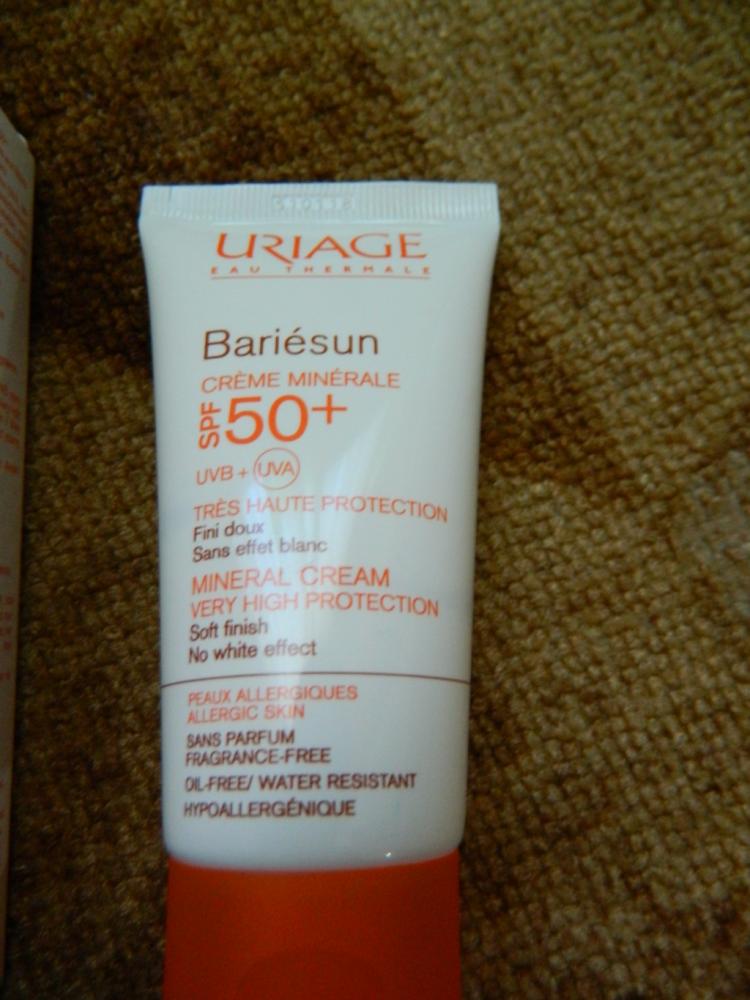 URIAGE
EAU THERMALE
Bariésun
CRÈME MINÉRALE
SPF 50+
UVB + UVA
TRÈS HAUTE PROTECTION
Fini doux
Sans effet blanc
MINERAL CREAM
VERY HIGH PROTECTION
Soft finish
No white effect
PEAUX ALLERGIQUES
ALLERGIC SKIN
SANS PARFUM
FRAGRANCE-FREE
OIL-FREE/ WATER RESISTANT
HYPOALLERGÉNIQUE